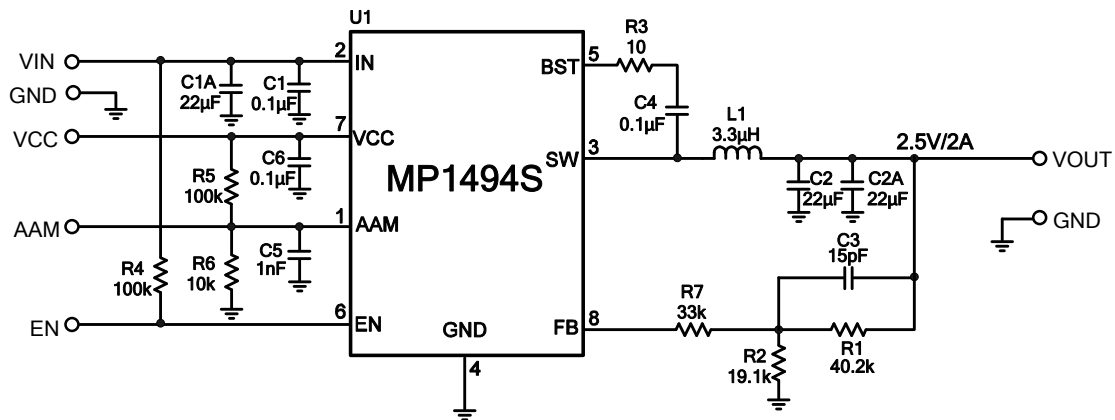 U1
MP1494S
VIN
GND
VCC
AAM
EN
2
IN
7
VCC
1
AAM
6
EN
GND
4
5
BST
3
SW
8
FB
C1A
22µF
C1
0.1µF
R5
100k
C6
0.1µF
R4
100k
R6
10k
C5
1nF
R3
10
C4
0.1µF
L1
3.3µH
2.5V/2A
VOUT
C2
22µF
C2A
22µF
GND
C3
15pF
R7
33k
R2
19.1k
R1
40.2k